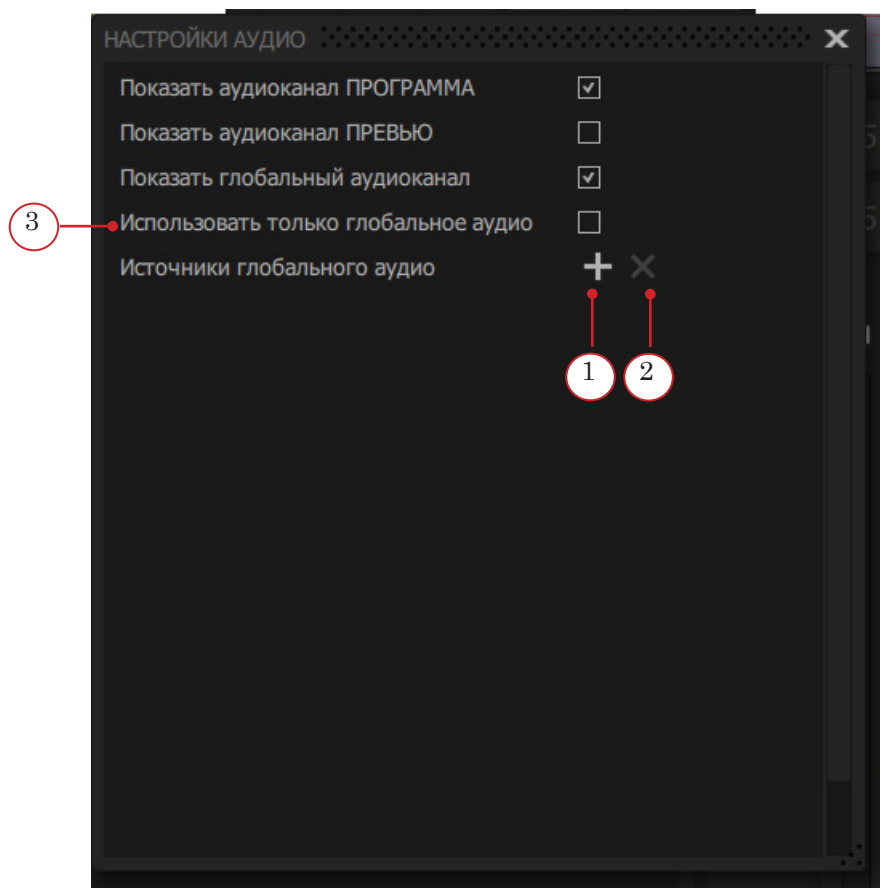 НАСТРОЙКИ АУДИО
Показать аудиоканал ПРОГРАММА
Показать аудиоканал ПРЕВЬЮ
Показать глобальный аудиоканал
3 Использовать только глобальное аудио
Источники глобального аудио
1 2